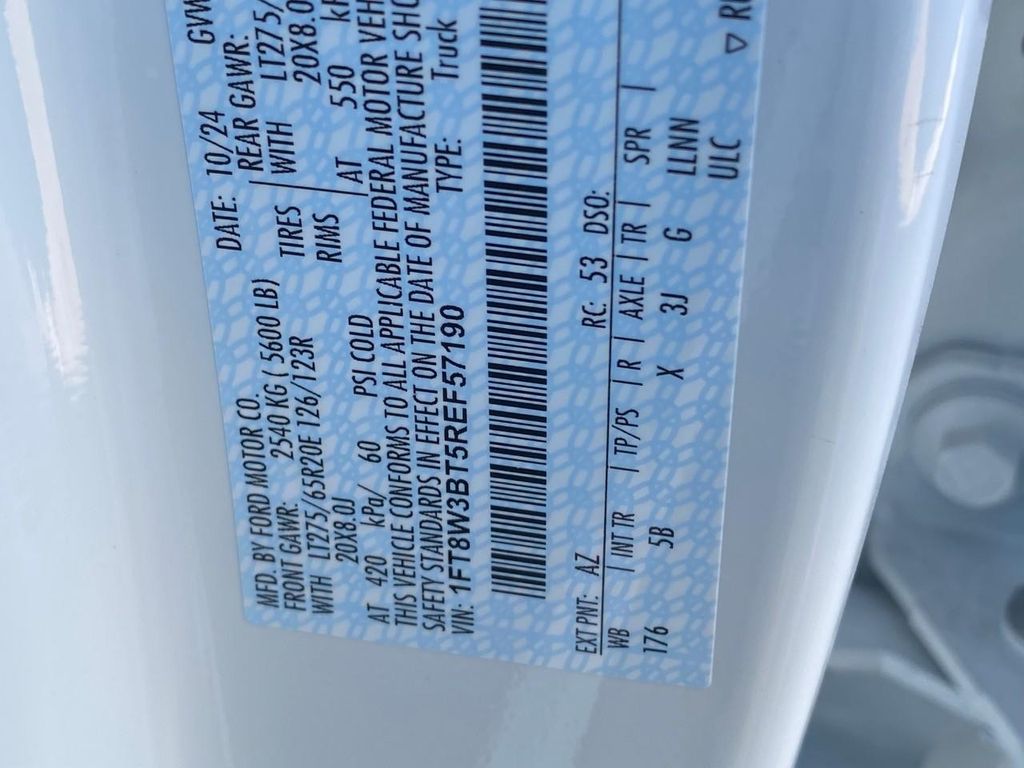 MFD. BY FORD MOTOR CO. DATE: 10/24 GVW
FRONT GAWR: 2540 KG ( 5600 LB) REAR GAWR:
WITH LT275/65R20E 126/123R TIRES WITH LT275/
20X8.0J RIMS 20X8.0
AT 420 kPa/ 60 PSI COLD AT 550 kP
THIS VEHICLE CONFORMS TO ALL APPLICABLE FEDERAL MOTOR VEH
SAFETY STANDARDS IN EFFECT ON THE DATE OF MANUFACTURE SHO
VIN: 1FT8W3BT5REF57190 TYPE: Truck
EXT PNT: AZ RC: 53 DSO:
WB | INT TR | TP/PS | R | AXLE | TR | SPR |
176 5B X 3J G LLNN
ULC ▽ RO